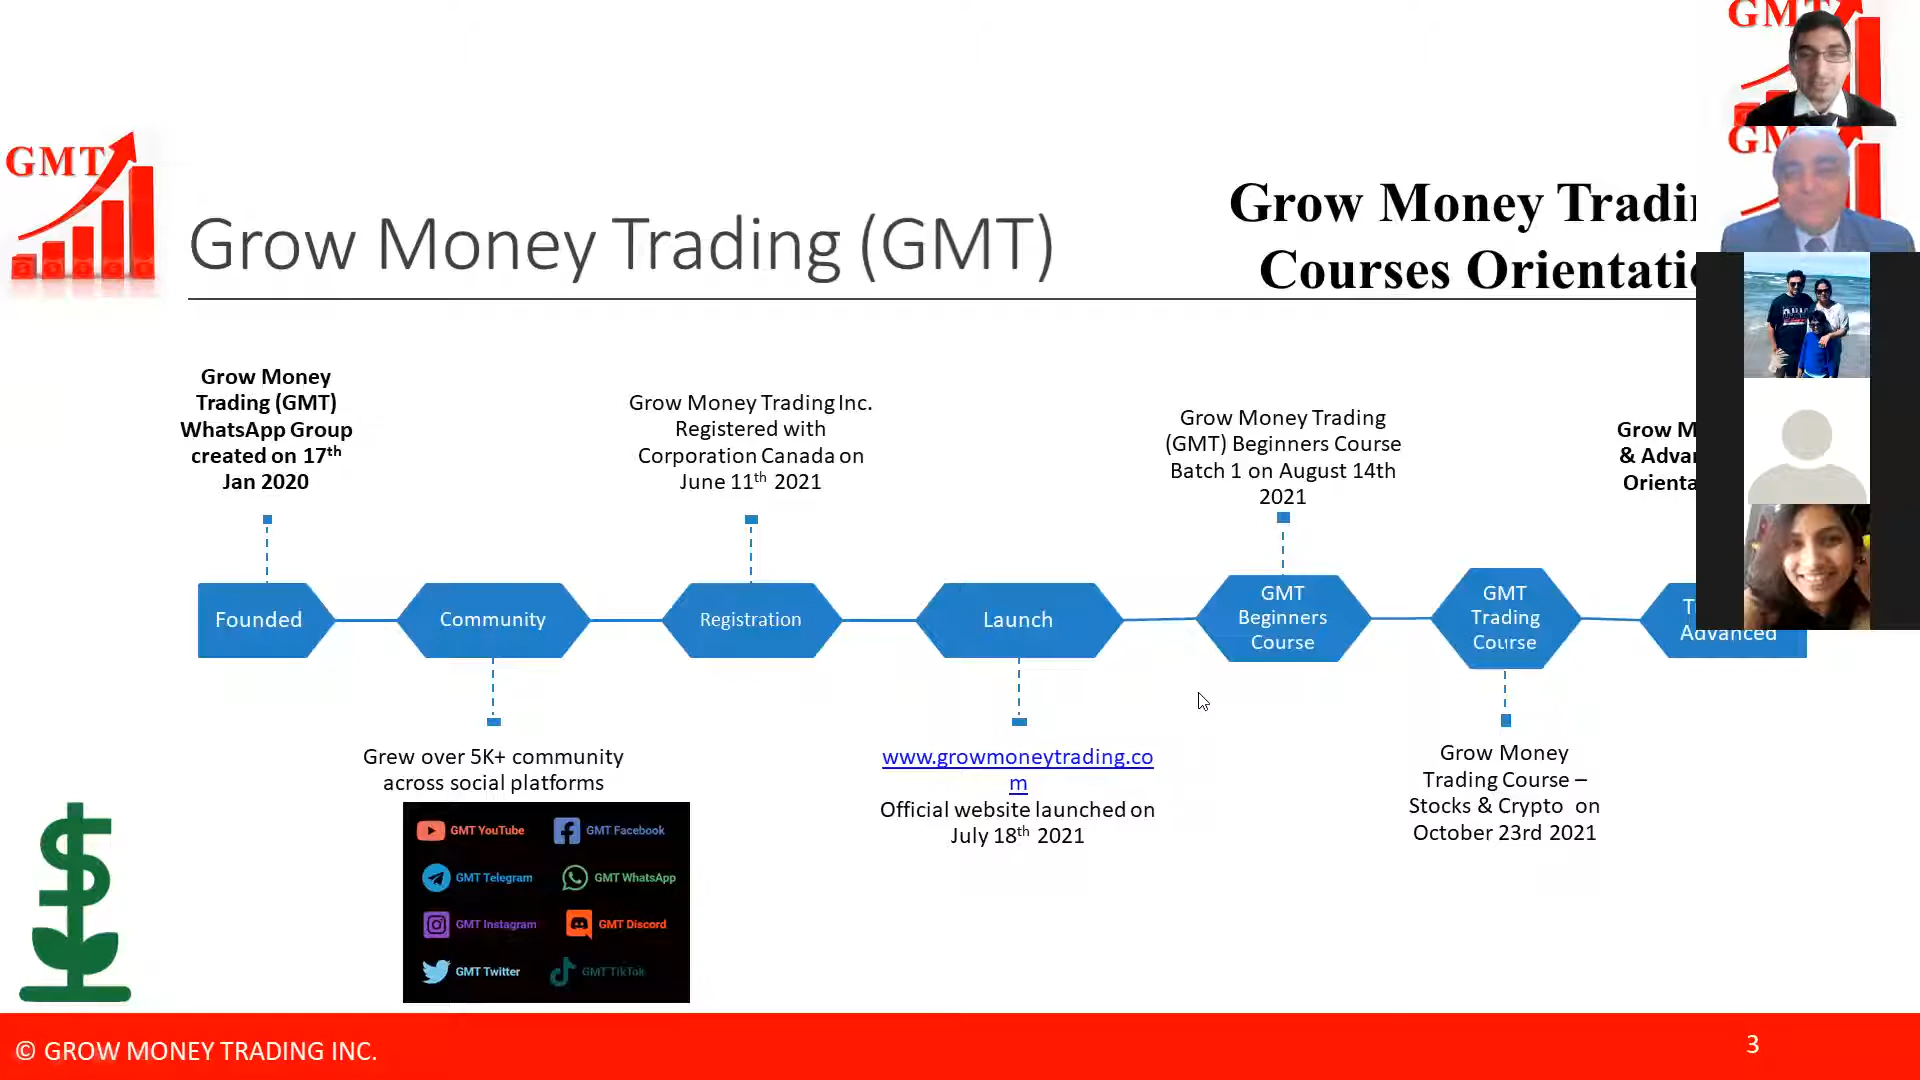 GMT
GMT
GMT
Grow Money Trading (GMT)
Grow Money
Courses
Grow Money
Trading (GMT)
WhatsApp Group
created on 17th
Jan 2020
Grow Money Trading Inc.
Registered with
Corporation Canada on
June 11th 2021
Grow Money Trading
(GMT) Beginners Course
Batch 1 on August 14th
2021
Grow
&
Founded
Community
Registration
Launch
GMT
Beginners
Course
GMT
Trading
Course
Advanced
Grew over 5K+ community
across social platforms
www.growmoneytrading.co
m
Official website launched on
July 18th 2021
Grow Money
Trading Course –
Stocks & Crypto on
October 23rd 2021
GMT YouTube
GMT Facebook
GMT Telegram
GMT WhatsApp
GMT Instagram
GMT Discord
GMT Twitter
GMT TikTok
© GROW MONEY TRADING INC.
3